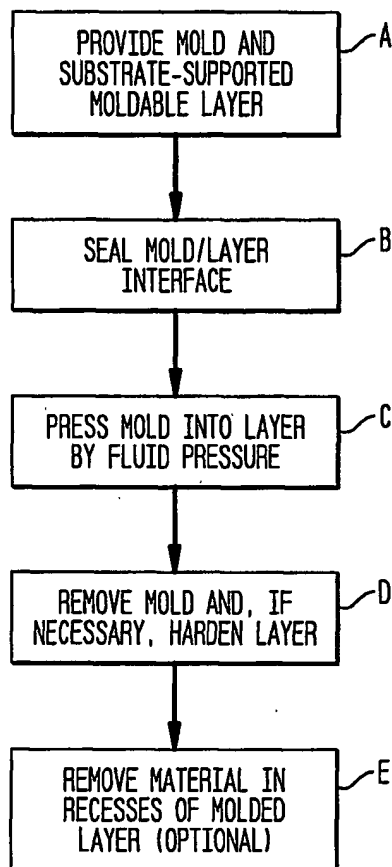 PROVIDE MOLD AND
SUBSTRATE-SUPPORTED
MOLDABLE LAYER
A
SEAL MOLD/LAYER
INTERFACE
B
PRESS MOLD INTO LAYER
BY FLUID PRESSURE
C
REMOVE MOLD AND, IF
NECESSARY, HARDEN LAYER
D
REMOVE MATERIAL IN
RECESSES OF MOLDED
LAYER (OPTIONAL)
E